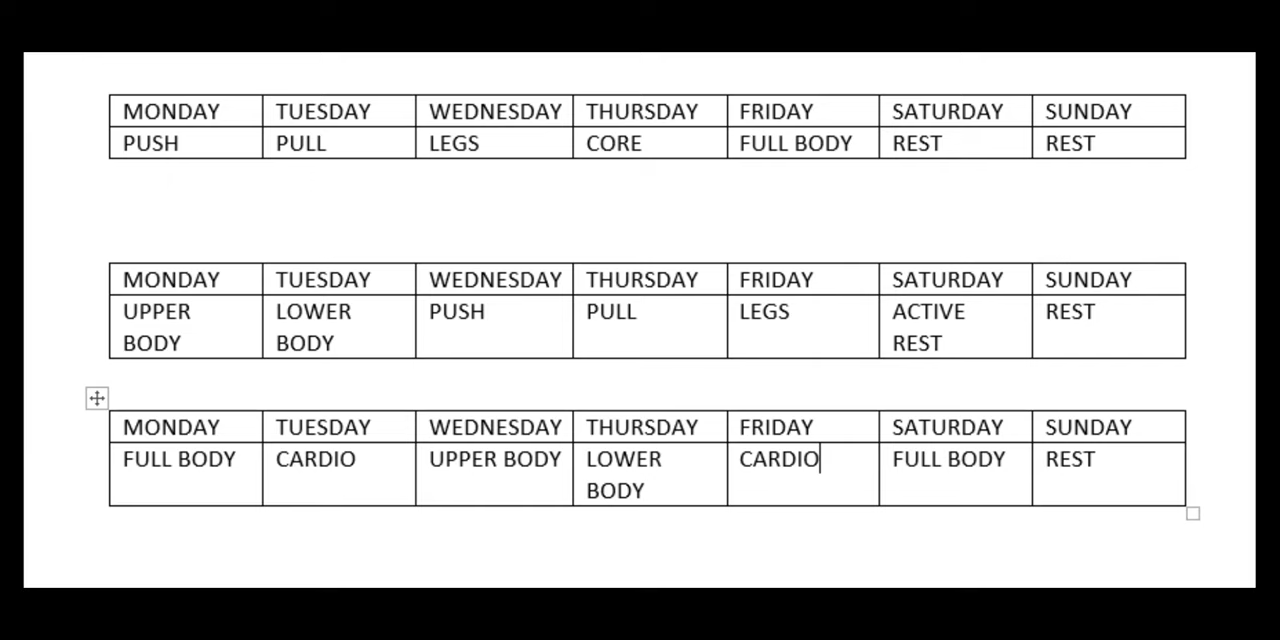 MONDAY TUESDAY WEDNESDAY THURSDAY FRIDAY SATURDAY SUNDAY
PUSH PULL LEGS CORE FULL BODY REST REST
MONDAY TUESDAY WEDNESDAY THURSDAY FRIDAY SATURDAY SUNDAY
UPPER LOWER PUSH PULL LEGS ACTIVE REST
BODY BODY REST
MONDAY TUESDAY WEDNESDAY THURSDAY FRIDAY SATURDAY SUNDAY
FULL BODY CARDIO UPPER BODY LOWER CARDIO FULL BODY REST
BODY